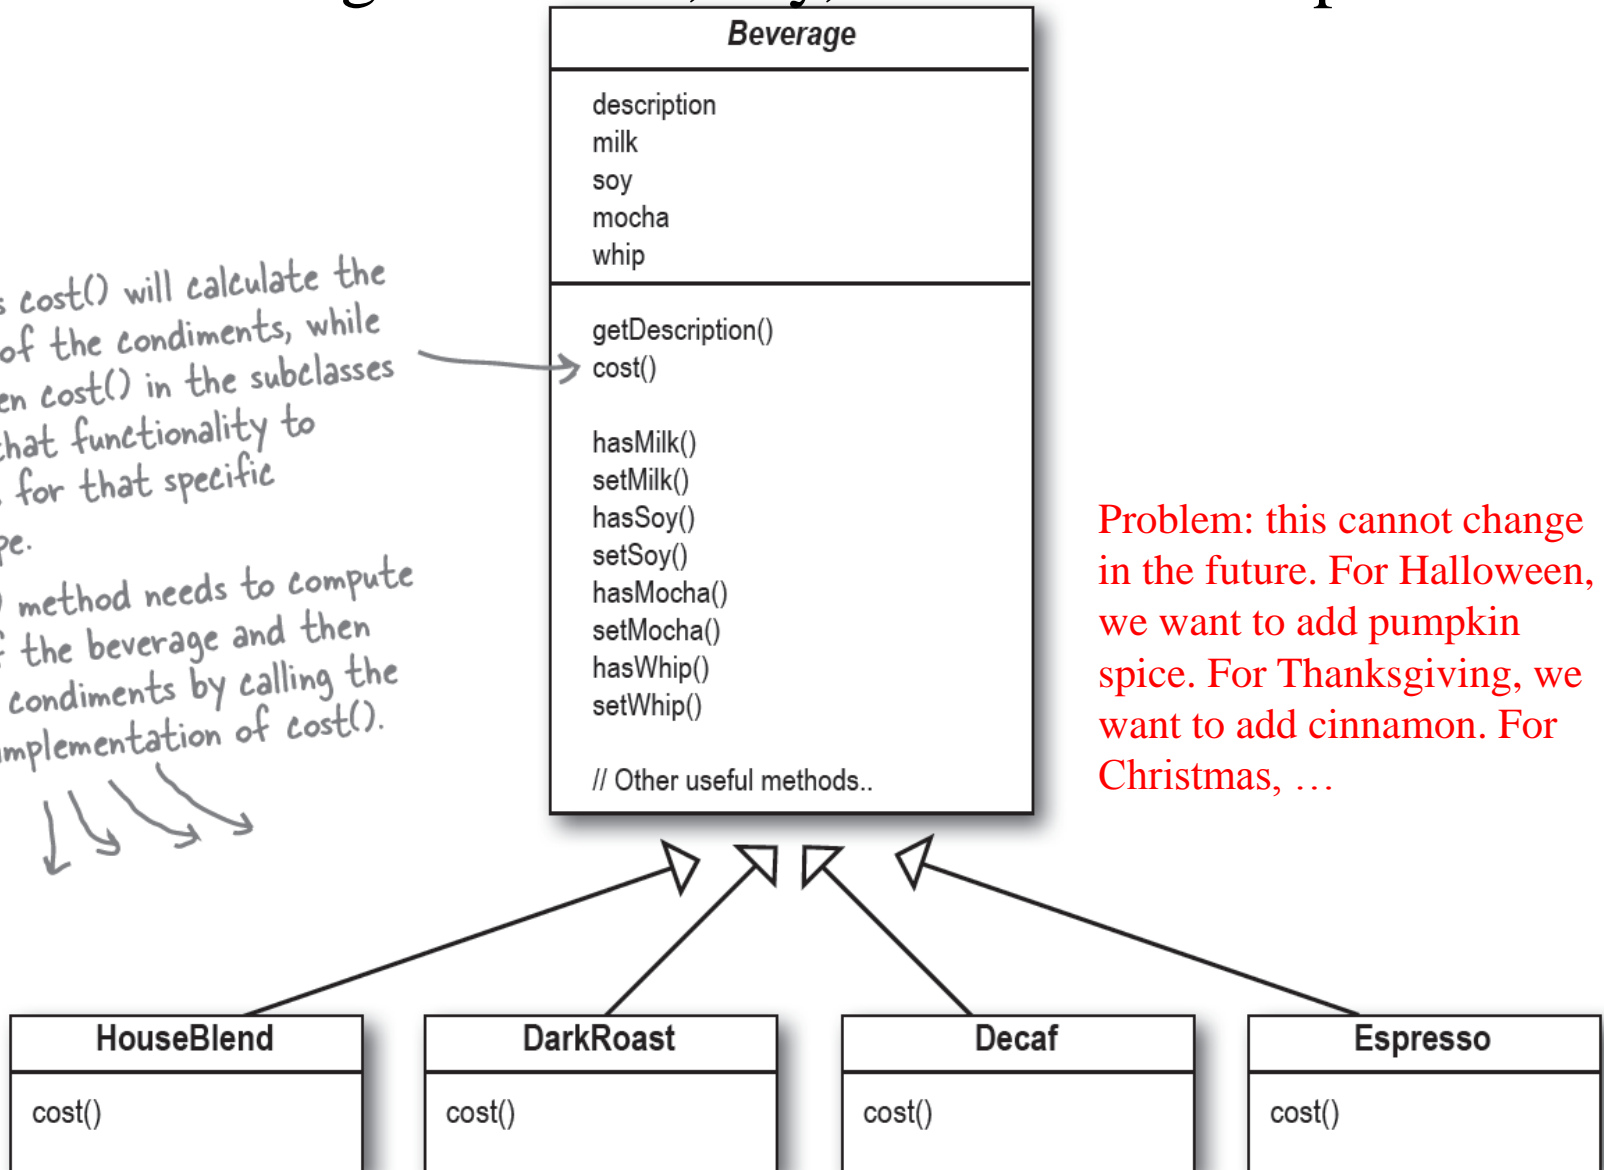 Beverage
description
milk
soy
mocha
whip
getDescription()
cost()
hasMilk()
setMilk()
hasSoy()
setSoy()
hasMocha()
setMocha()
hasWhip()
setWhip()
// Other useful methods..
cost() will calculate the
of the condiments, while
cost() in the subclasses
that functionality to
for that specific
method needs to compute
the beverage and then
condiments by calling the
implementation of cost().
Problem: this cannot change
in the future. For Halloween,
we want to add pumpkin
spice. For Thanksgiving, we
want to add cinnamon. For
Christmas, …
HouseBlend
cost()
DarkRoast
cost()
Decaf
cost()
Espresso
cost()